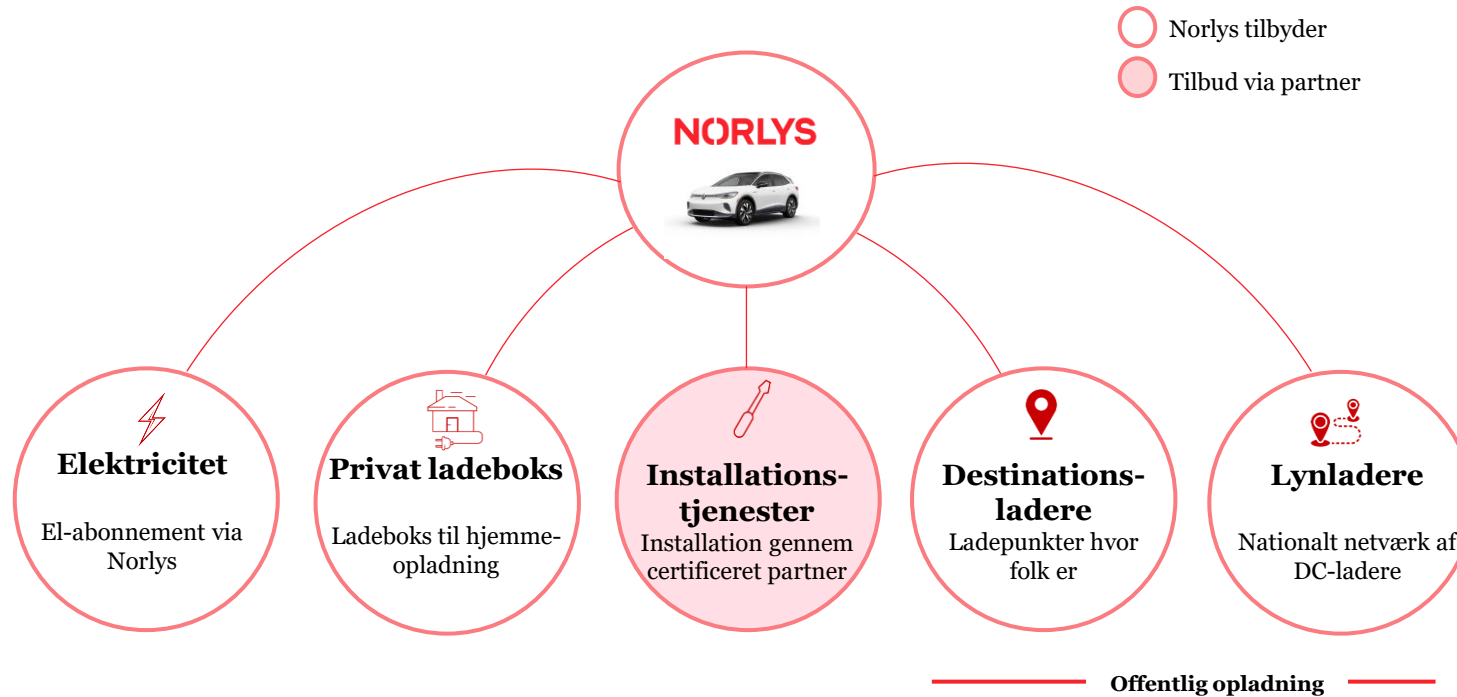 Norlys tilbyder
Tilbud via partner
NORLYS
Elektricitet
El-abonnement via
Norlys
Privat ladeboks
Ladeboks til hjemme-
opladning
Installations-
tjenester
Installation gennem
certificeret partner
Destinations-
ladere
Ladepunkter hvor
folk er
Lynladere
Nationalt netværk af
DC-ladere
Offentlig opladning